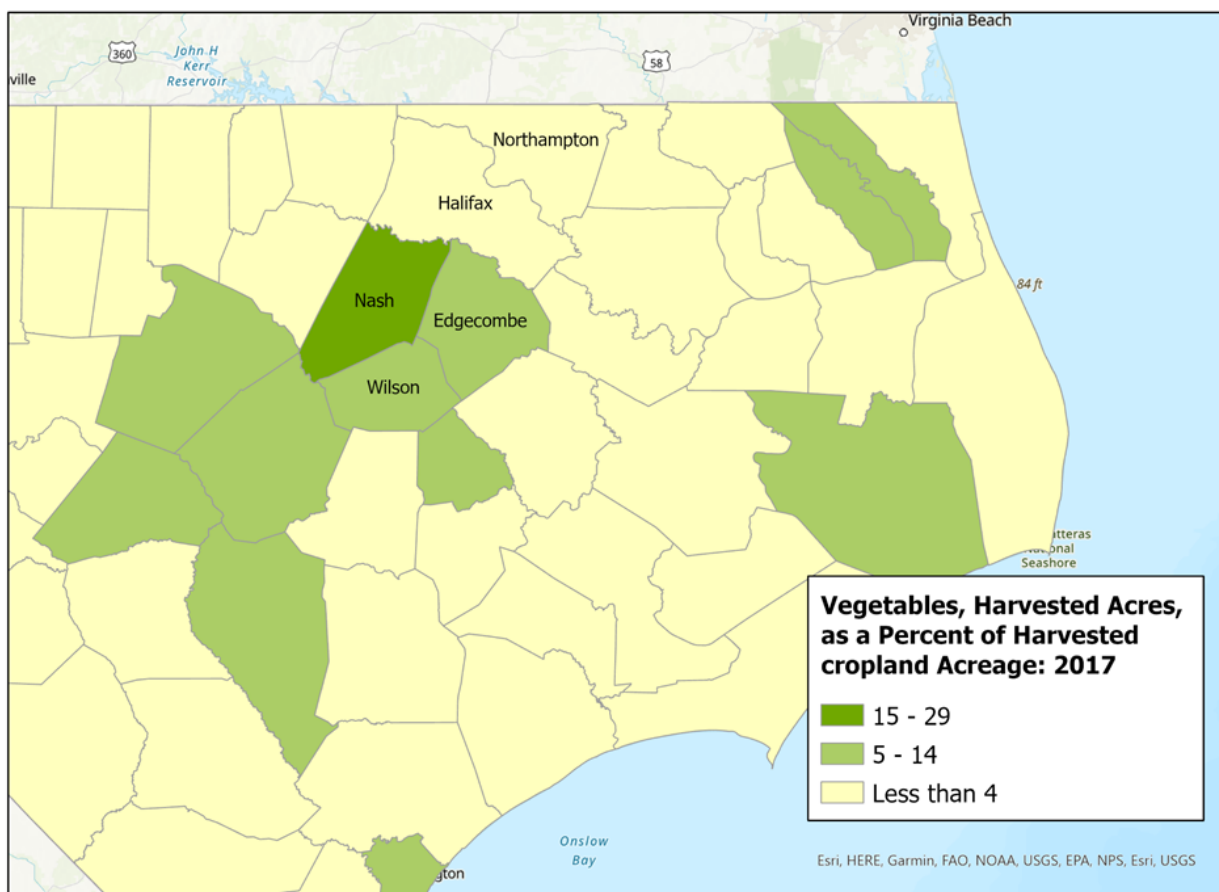 Virginia Beach
360
John H
Kerr
Reservoir
58
ville
Northampton
Halifax
Nash
Edgecombe
Wilson
84 ft
atteras
National
Seashore
Vegetables, Harvested Acres,
as a Percent of Harvested
cropland Acreage: 2017
15 - 29
5 - 14
Less than 4
Onslow
Bay
gton
Esri, HERE, Garmin, FAO, NOAA, USGS, EPA, NPS, Esri, USGS